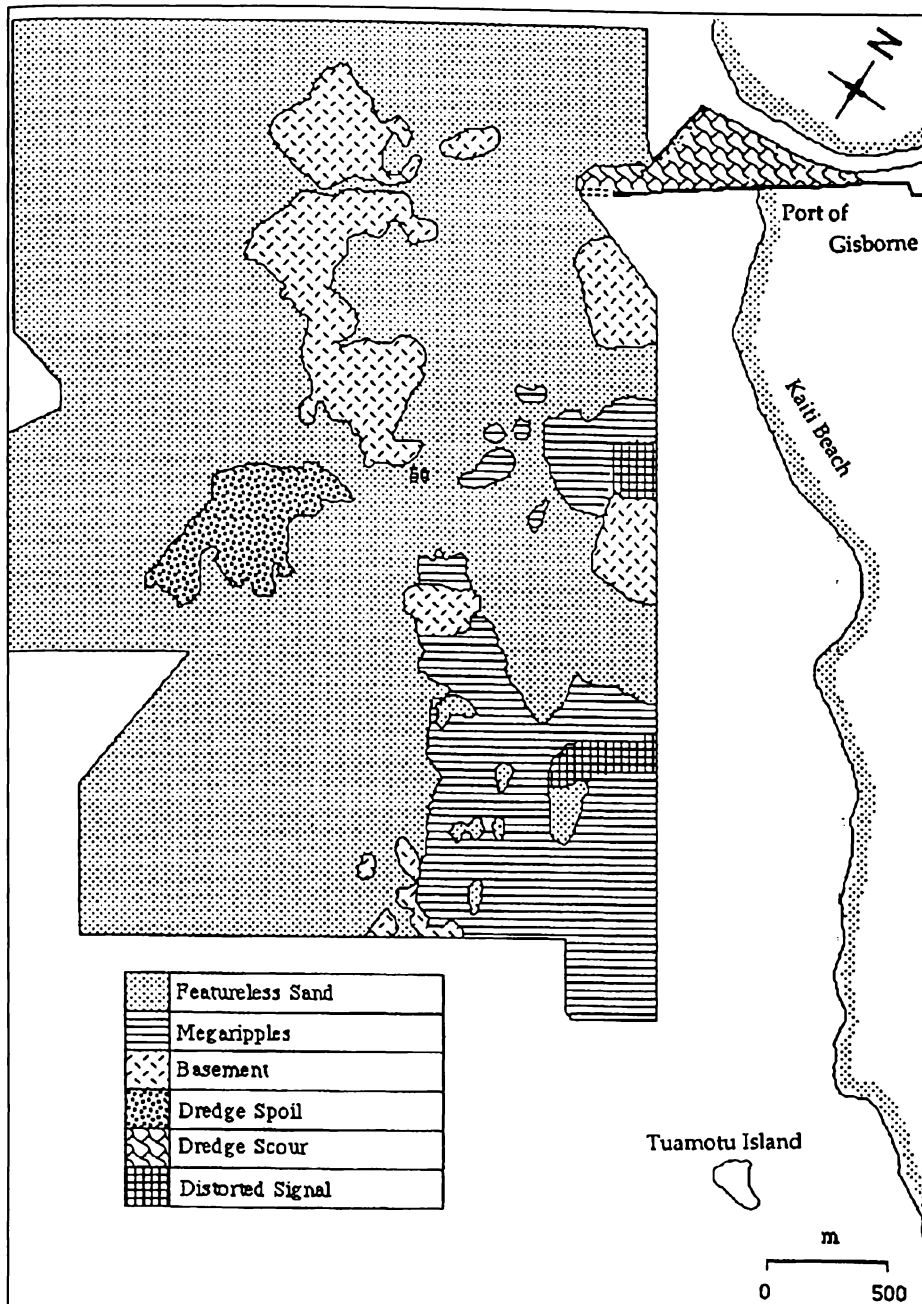 N
Port of
Gisborne
Kaiti Beach
Featureless Sand
Megaripples
Basement
Dredge Spoil
Dredge Scour
Distorted Signal
Tuamotu Island
m
0 500